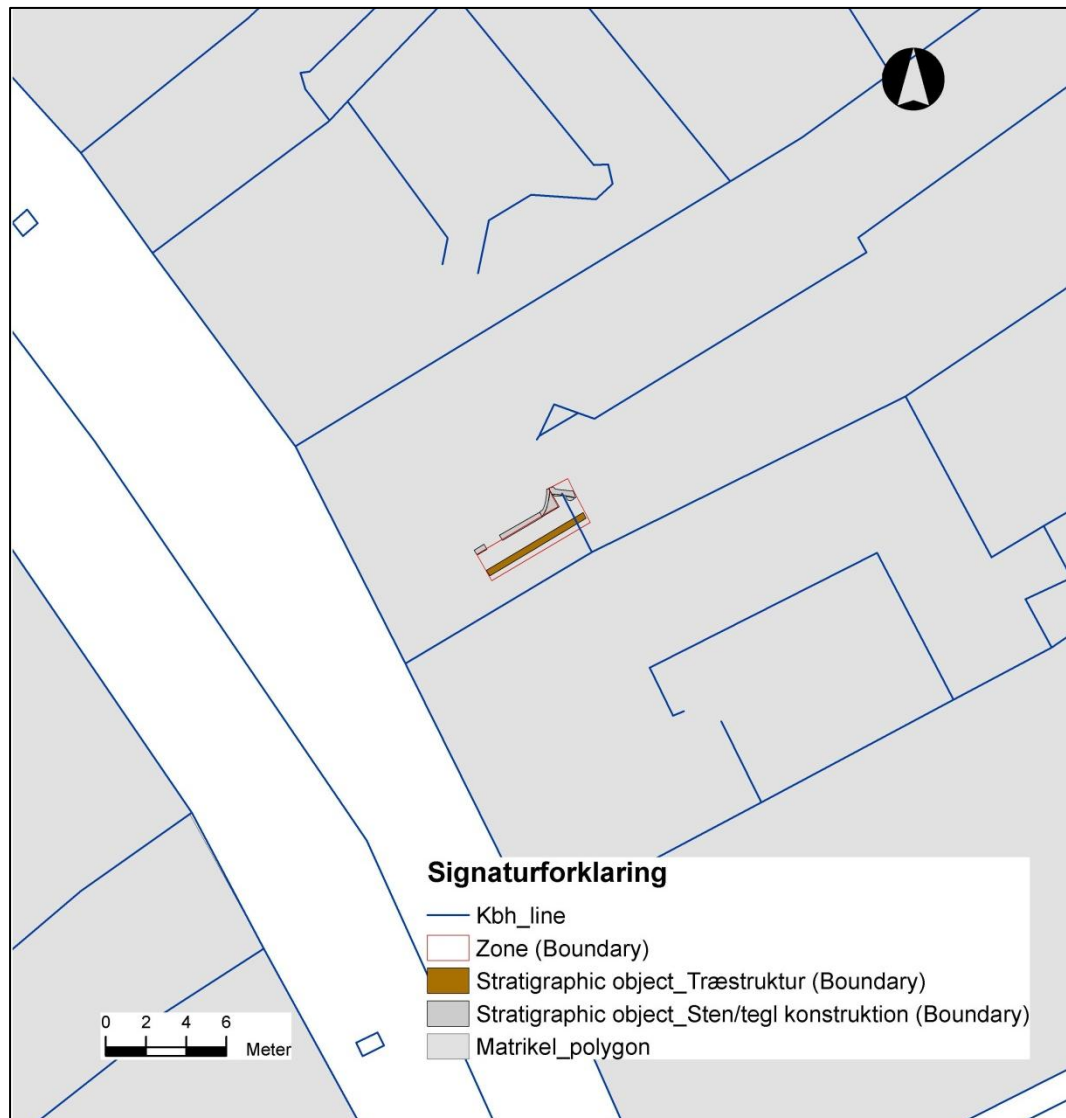 Signaturforklaring
Kbh_line
Zone (Boundary)
Stratigraphic object_Træstruktur (Boundary)
Stratigraphic object_Sten/tegl konstruktion (Boundary)
Matrikel_polygon
0 2 4 6
Meter